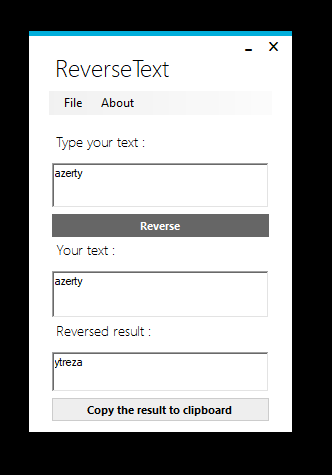 ReverseText
File About
Type your text :
azerty
Reverse
Your text :
azerty
Reversed result :
ytreza
Copy the result to clipboard